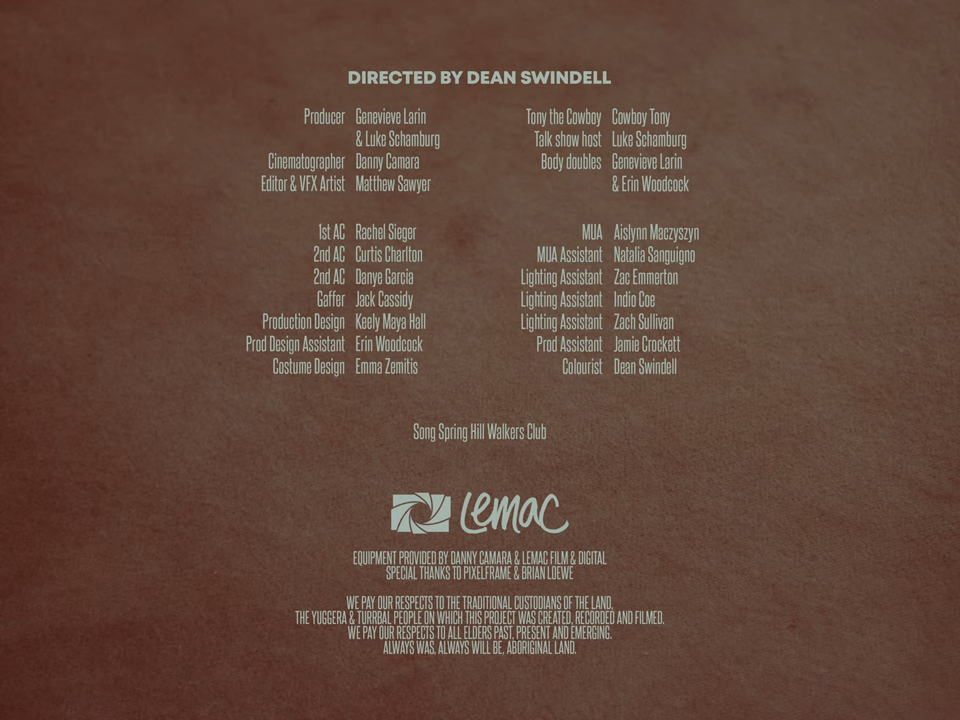 DIRECTED BY DEAN SWINDELL
Producer Genevieve Larin
& Luke Schamburg
Cinematographer Danny Camara
Editor & VFX Artist Matthew Sawyer
Tony the Cowboy Cowboy Tony
Talk show host Luke Schamburg
Body doubles Genevieve Larin
& Erin Woodcock
1st AC Rachel Sieger
2nd AC Curtis Charlton
2nd AC Danye Garcia
Gaffer Jack Cassidy
Production Design Keely Maya Hall
Prod Design Assistant Erin Woodcock
Costume Design Emma Zemitis
MUA Aislynn Maczyszyn
MUA Assistant Natalia Sanguigno
Lighting Assistant Zac Emmerton
Lighting Assistant Indio Coe
Lighting Assistant Zach Sullivan
Prod Assistant Jamie Crockett
Colourist Dean Swindell
Song Spring Hill Walkers Club
Lemac
EQUIPMENT PROVIDED BY DANNY CAMARA & LEMAC FILM & DIGITAL
SPECIAL THANKS TO PIXELFRAME & BRIAN LOEWE
WE PAY OUR RESPECTS TO THE TRADITIONAL CUSTODIANS OF THE LAND,
THE YUGGERA & TURRBAL PEOPLE ON WHICH THIS PROJECT WAS CREATED, RECORDED AND FILMED.
WE PAY OUR RESPECTS TO ALL ELDERS PAST, PRESENT AND EMERGING.
ALWAYS WAS, ALWAYS WILL BE, ABORIGINAL LAND.